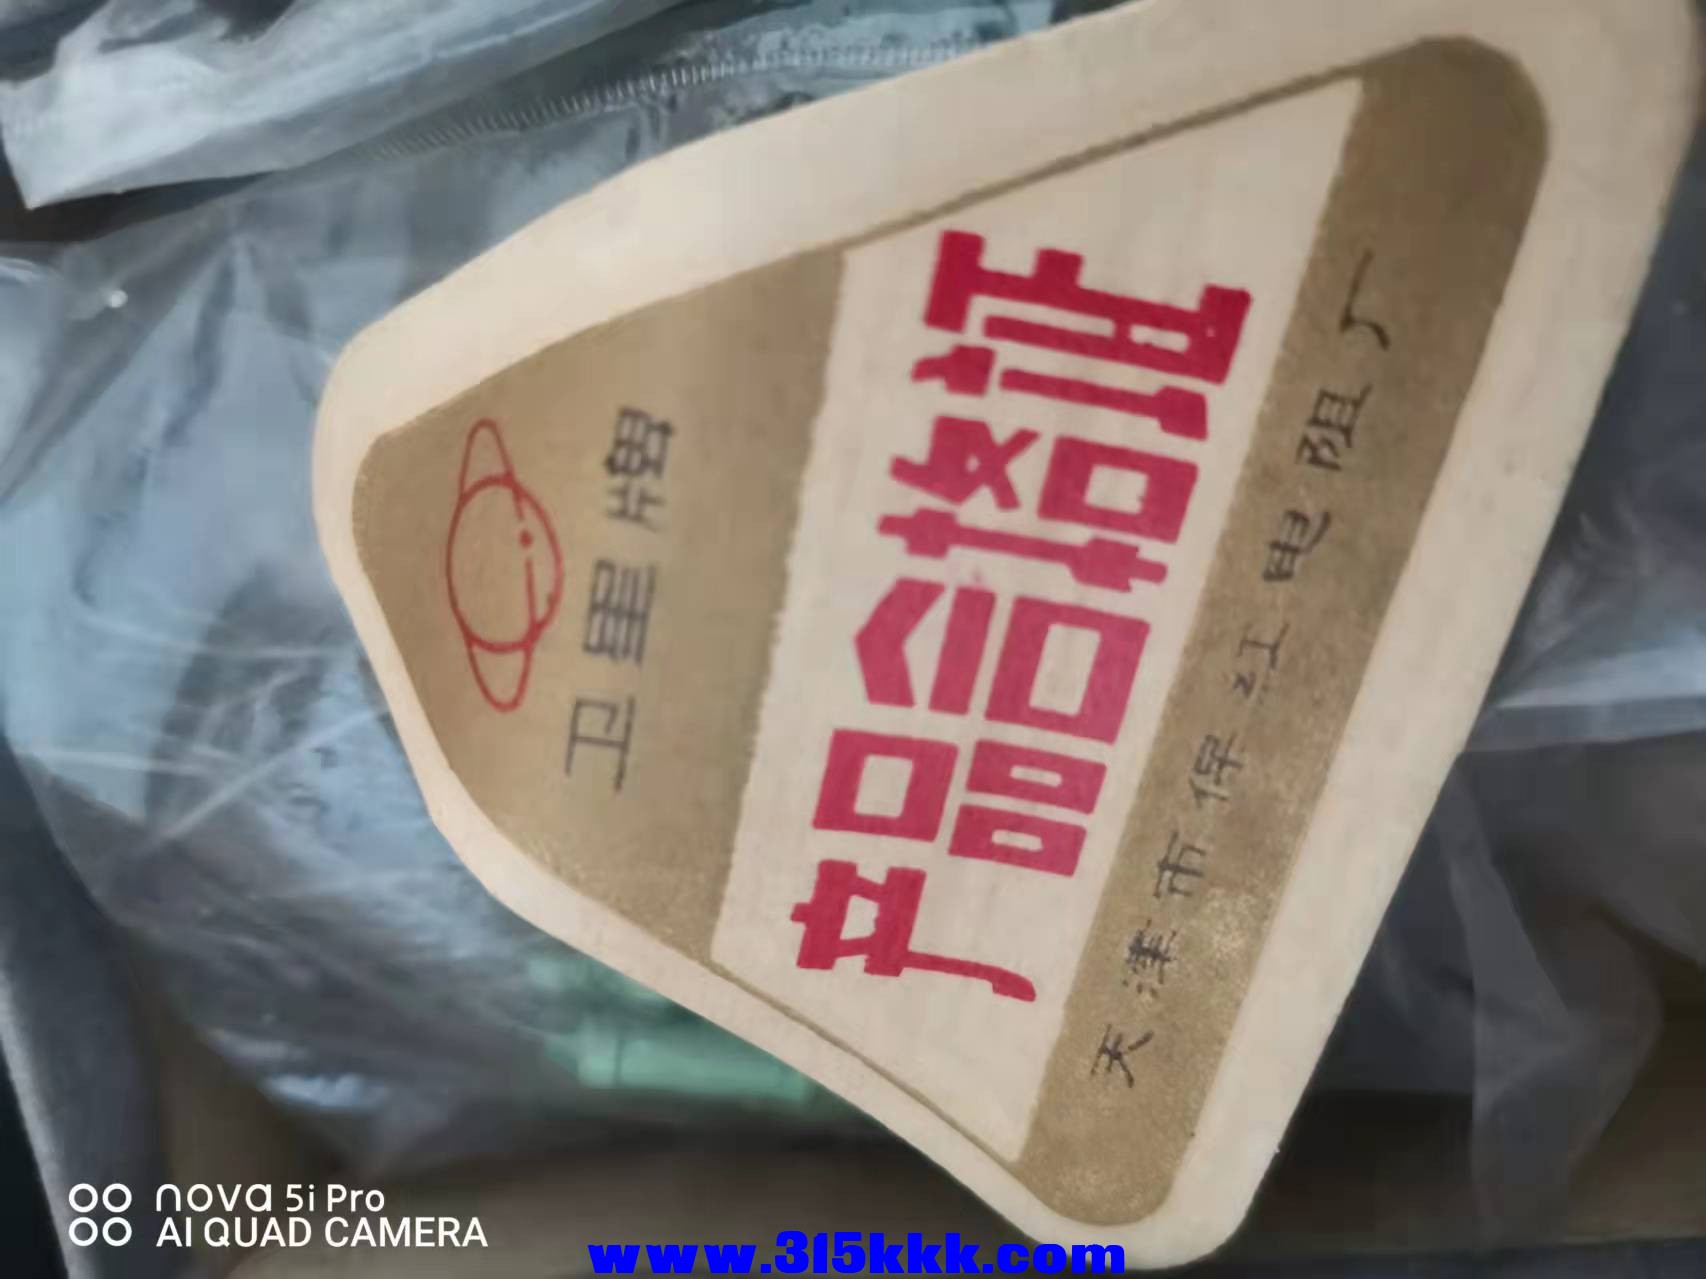 卫星牌
产品合格证
天津市保红电阻厂
nova 5i Pro
AI QUAD CAMERA
www.315kkk.com